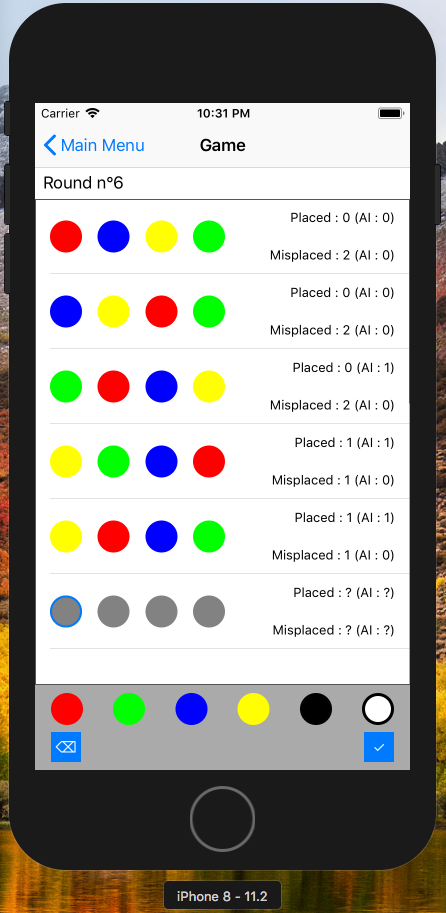 Carrier 10:31 PM
Main Menu Game
Round nº6
Placed : 0 (AI : 0)
Misplaced : 2 (AI : 0)
Placed : 0 (AI : 0)
Misplaced : 2 (AI : 0)
Placed : 0 (AI : 1)
Misplaced : 2 (AI : 0)
Placed : 1 (AI : 1)
Misplaced : 1 (AI : 0)
Placed : 1 (AI : 1)
Misplaced : 1 (AI : 0)
Placed : ? (AI : ?)
Misplaced : ? (AI : ?)
iPhone 8 - 11.2